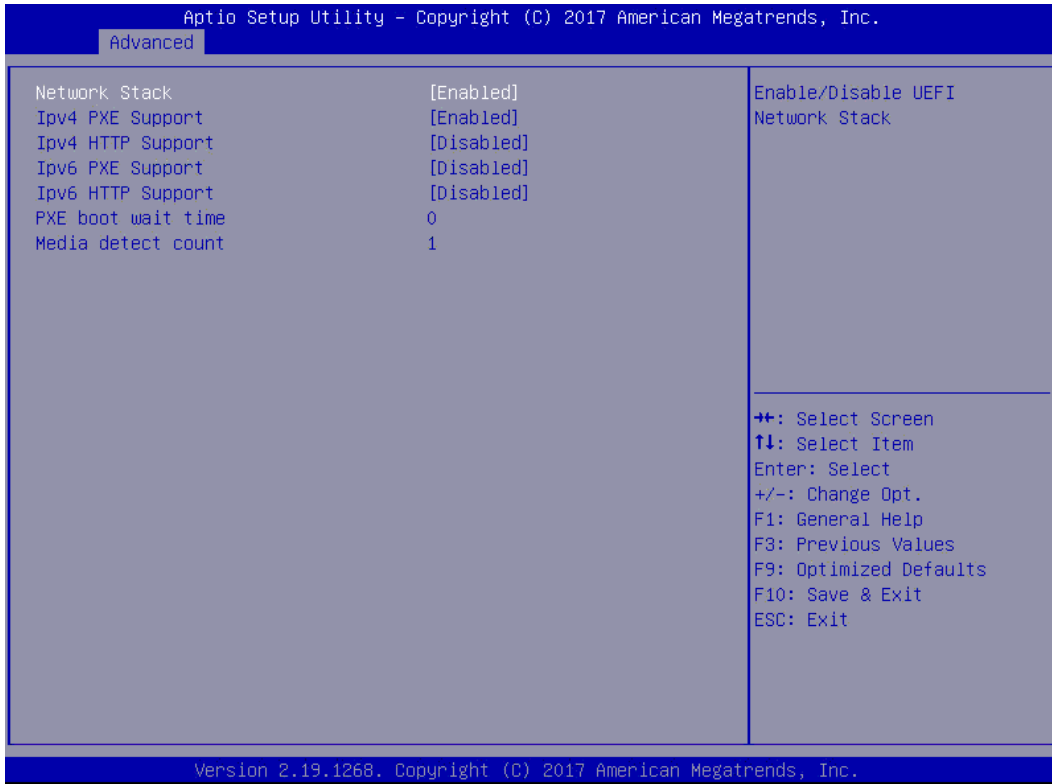 Aptio Setup Utility – Copyright (C) 2017 American Megatrends, Inc.
Advanced
Network Stack [Enabled]
Ipv4 PXE Support [Enabled]
Ipv4 HTTP Support [Disabled]
Ipv6 PXE Support [Disabled]
Ipv6 HTTP Support [Disabled]
PXE boot wait time 0
Media detect count 1
Enable/Disable UEFI
Network Stack
→←: Select Screen
↑↓: Select Item
Enter: Select
+/-: Change Opt.
F1: General Help
F3: Previous Values
F9: Optimized Defaults
F10: Save & Exit
ESC: Exit
Version 2.19.1268. Copyright (C) 2017 American Megatrends, Inc.